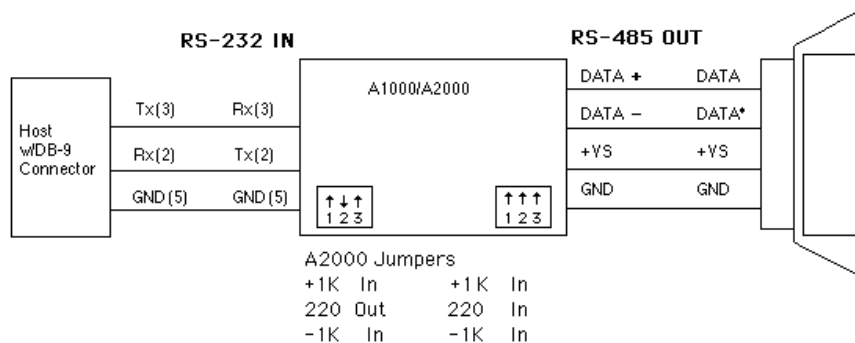 RS-232 IN
RS-485 OUT
Host
w/DB-9
Connector
Tx(3) Rx(3)
Rx(2) Tx(2)
GND(5) GND(5)
A1000/A2000
↑↓↑
1 2 3
↑↑↑
1 2 3
DATA + DATA
DATA - DATA*
+VS +VS
GND GND
A2000 Jumpers
+1K In +1K In
220 Out 220 In
-1K In -1K In